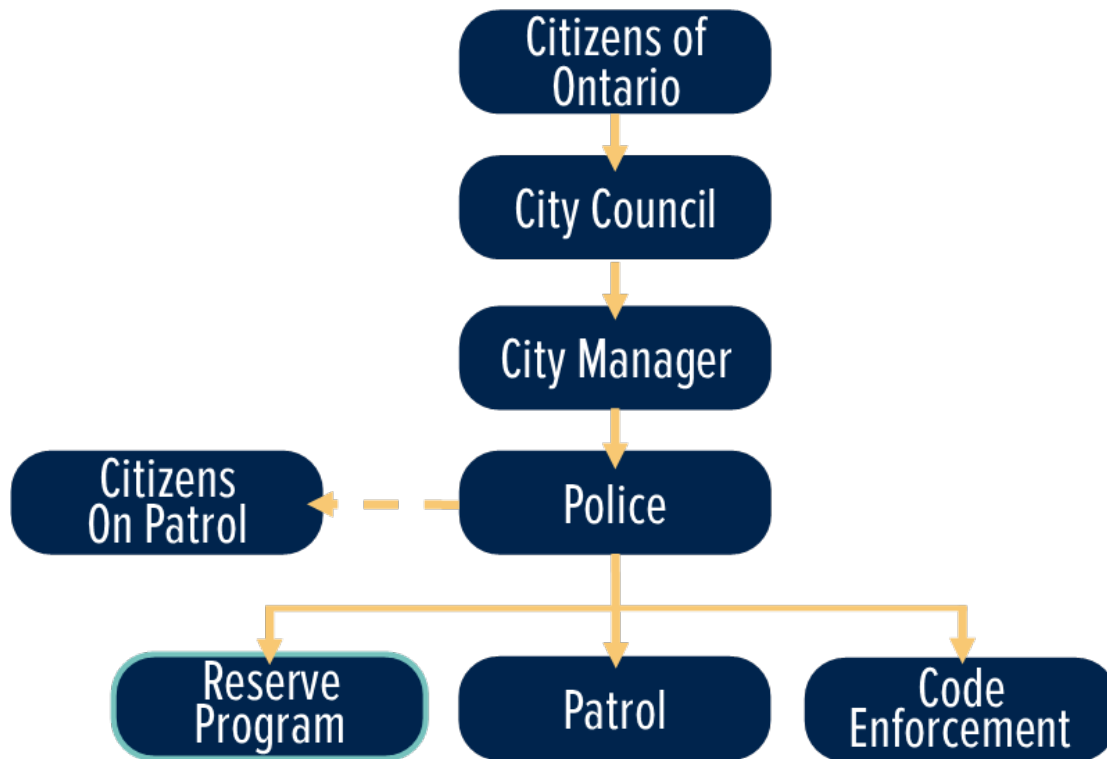 Citizens of
Ontario
City Council
City Manager
Citizens
On Patrol
Police
Reserve
Program
Patrol
Code
Enforcement